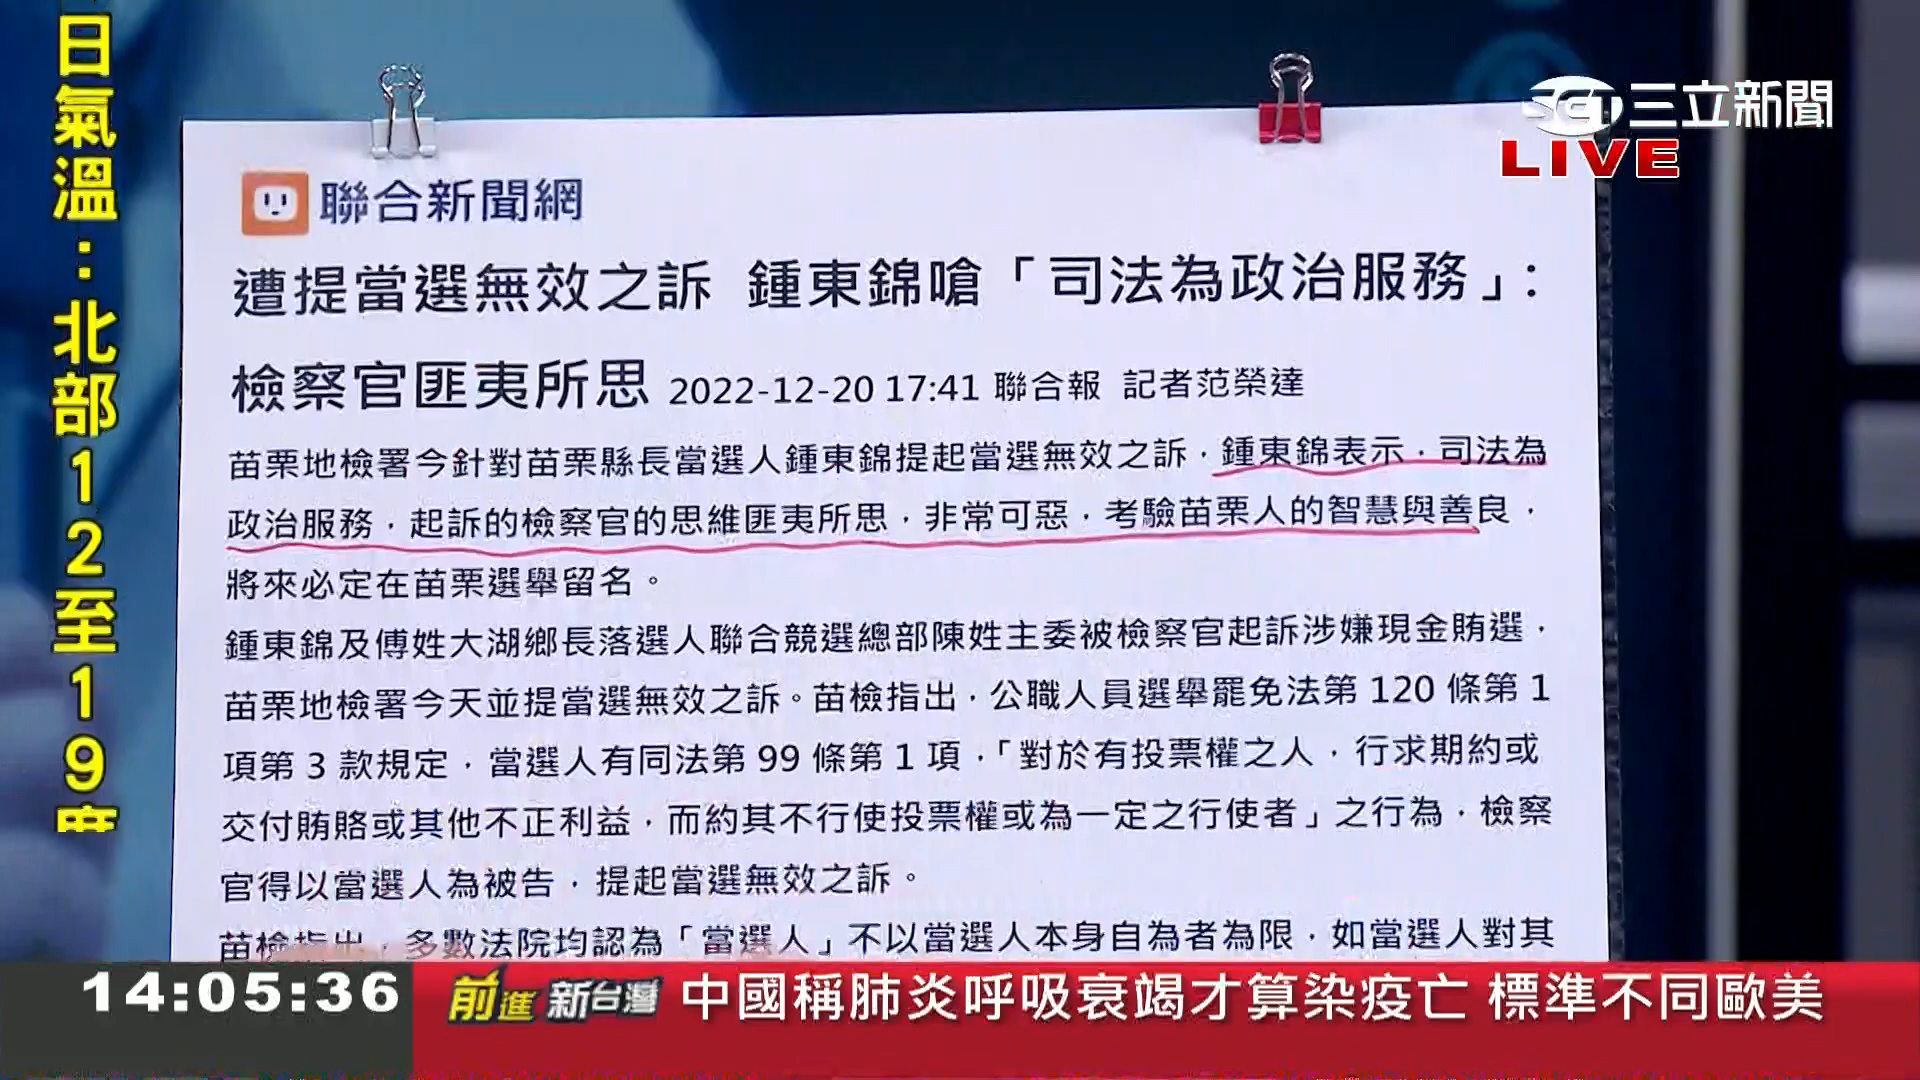 日氣溫:北部12至19度
SET三立新聞
LIVE
聯合新聞網
遭提當選無效之訴 鍾東錦嗆「司法為政治服務」:
檢察官匪夷所思 2022-12-20 17:41 聯合報 記者范榮達
苗栗地檢署今針對苗栗縣長當選人鍾東錦提起當選無效之訴,鍾東錦表示,司法為
政治服務,起訴的檢察官的思維匪夷所思,非常可惡,考驗苗栗人的智慧與善良,
將來必定在苗栗選舉留名。
鍾東錦及傅姓大湖鄉長落選人聯合競選總部陳姓主委被檢察官起訴涉嫌現金賄選,
苗栗地檢署今天並提當選無效之訴。苗檢指出,公職人員選舉罷免法第 120 條第 1
項第 3 款規定,當選人有同法第 99 條第 1 項,「對於有投票權之人,行求期約或
交付賄賂或其他不正利益,而約其不行使投票權或為一定之行使者」之行為,檢察
官得以當選人為被告,提起當選無效之訴。
苗檢指出,多數法院均認為「當選人」不以當選人本身自為者為限,如當選人對其
14:05:36
前進新台灣
中國稱肺炎呼吸衰竭才算染疫亡 標準不同歐美